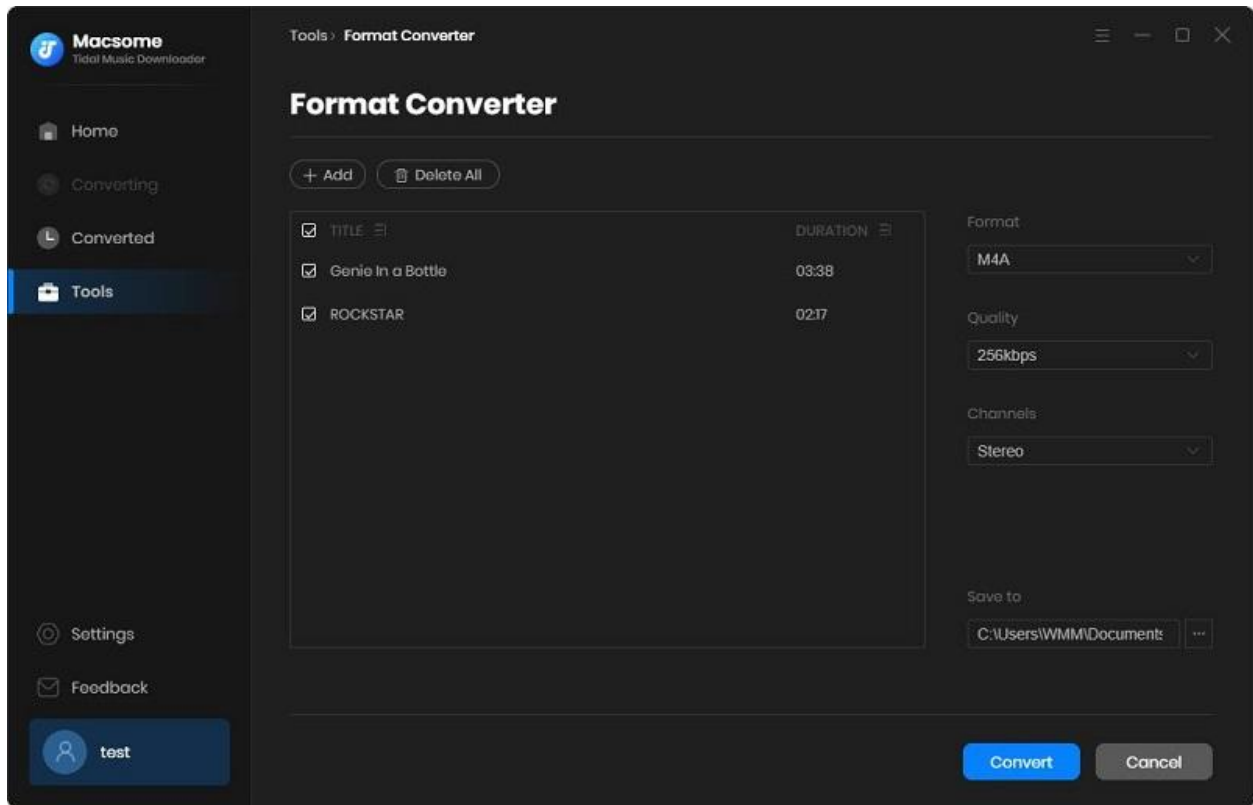 Macsome
Tidal Music Downloader
Home
Converting
Converted
Tools
Settings
Feedback
test
Tools › Format Converter
Format Converter
+ Add
Delete All
TITLE
DURATION
Genie In a Bottle
03:38
ROCKSTAR
02:17
Format
M4A
Quality
256kbps
Channels
Stereo
Save to
C:\Users\WMM\Documents
...
Convert
Cancel